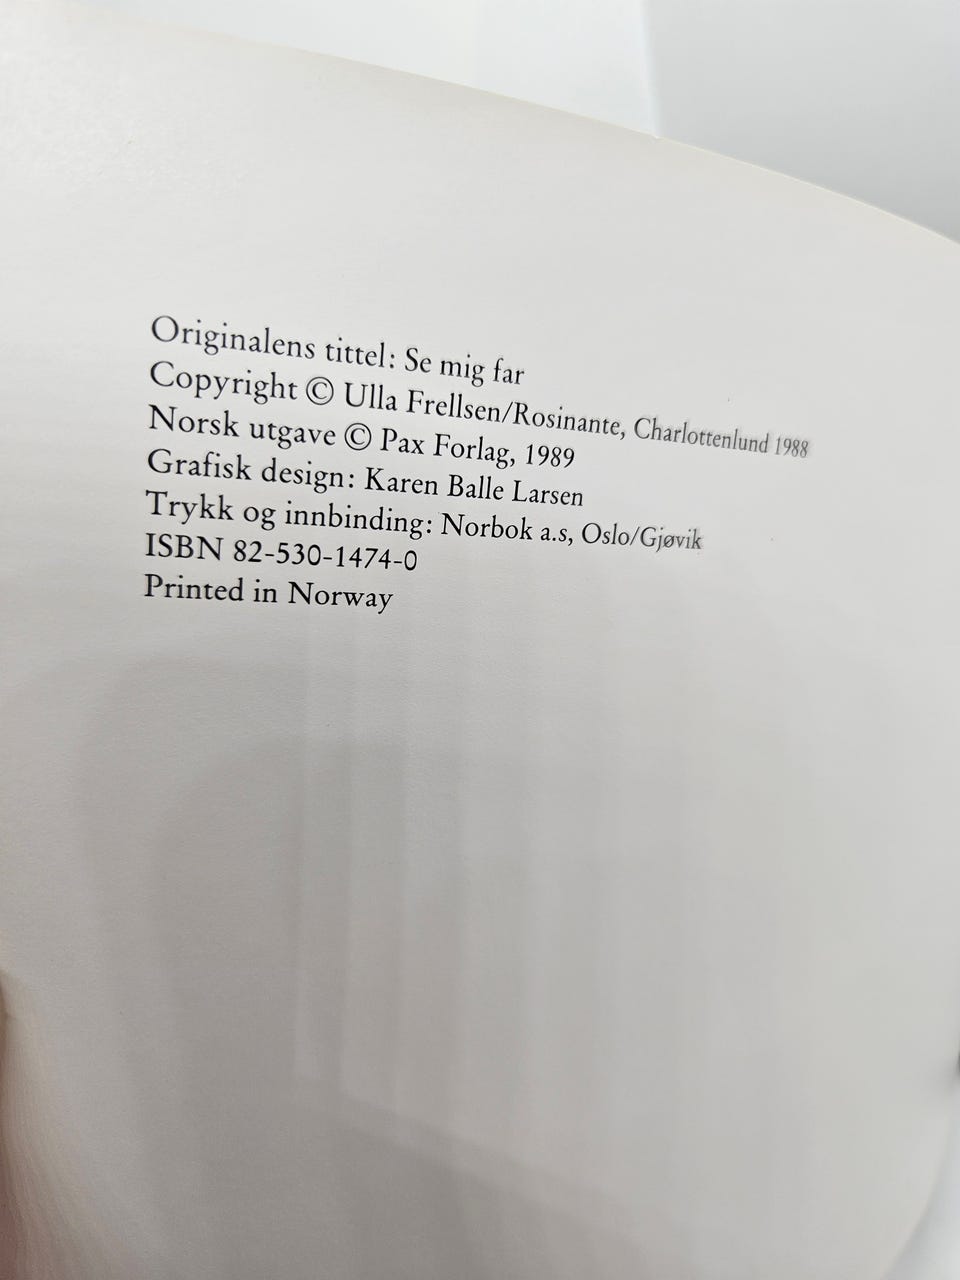 Originalens tittel: Se mig far
Copyright © Ulla Frellsen/Rosinante, Charlottenlund 1988
Norsk utgave © Pax Forlag, 1989
Grafisk design: Karen Balle Larsen
Trykk og innbinding: Norbok a.s, Oslo/Gjøvik
ISBN 82-530-1474-0
Printed in Norway